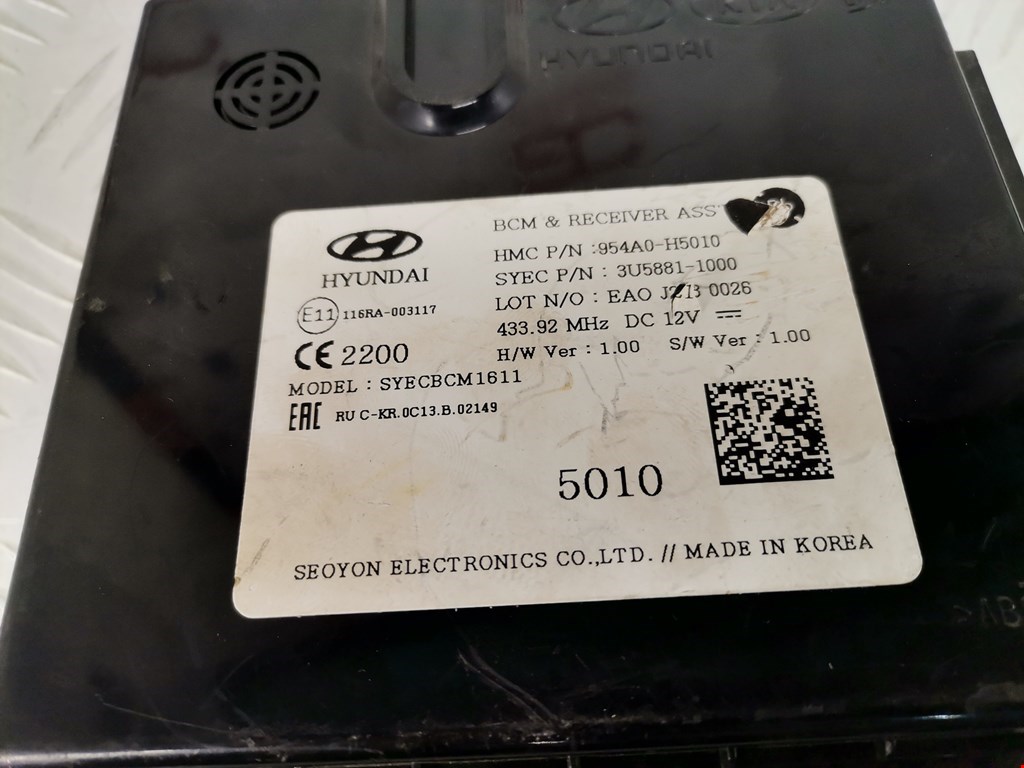 HYUNDAI
BCM & RECEIVER
HMC P/N :954A0-H5010
SYEC P/N : 3U5881-1000
LOT N/O : EAO 0026
433.92 MHz DC 12V
H/W Ver : 1.00 S/W Ver : 1.00
HYUNDAI
E11 116RA-003117
CE 2200
MODEL : SYECBCM1611
EAC RU C-KR.0C13.B.02149
5010
SEOYON ELECTRONICS CO.,LTD. // MADE IN KOREA